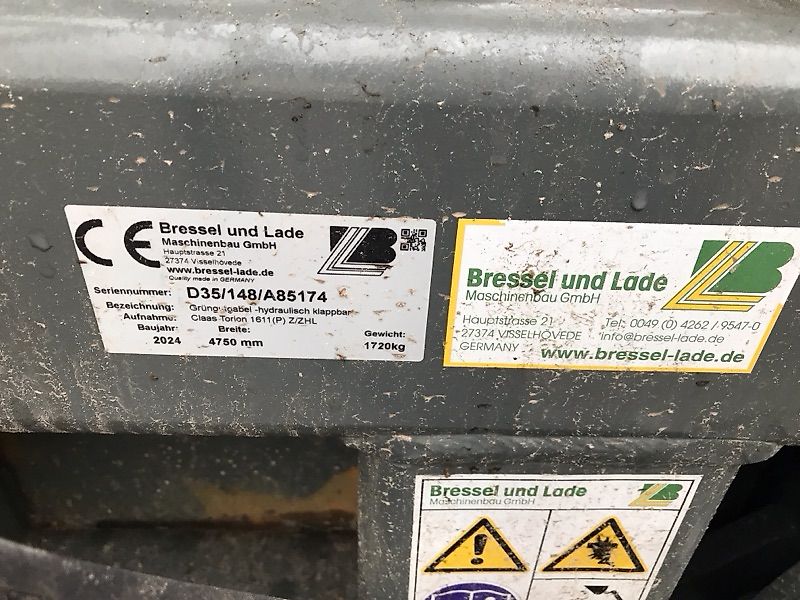 CE
Bressel und Lade
Maschinenbau GmbH
Hauptstrasse 21
27374 Visselhövede
www.bressel-lade.de
Quality made in GERMANY
Seriennummer: D35/148/A85174
Bezeichnung: -hydraulisch klappbar
Aufnahme: Claas Torion 1611(P) Z/ZHL
Baujahr: Breite: Gewicht:
2024 4750 mm 1720kg
Bressel und Lade
Maschinenbau GmbH
Hauptstrasse 21 Tel: 0049 (0) 4262 / 9547-0
27374 VISSELHÖVEDE info@bressel-lade.de
GERMANY www.bressel-lade.de
Bressel und Lade
Maschinenbau GmbH